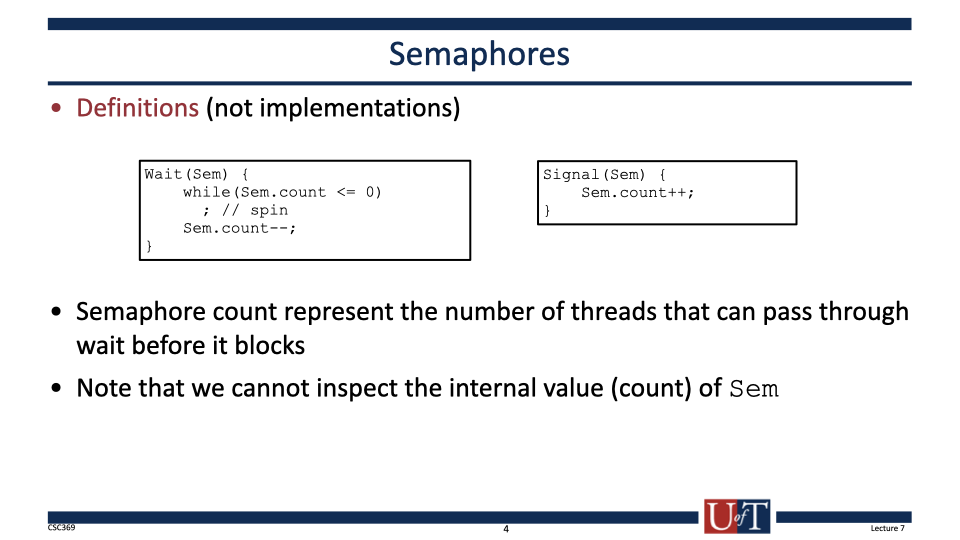 Semaphores
• Definitions (not implementations)
Wait(Sem) {
    while(Sem.count <= 0)
      ; // spin
    Sem.count--;
}
Signal(Sem) {
    Sem.count++;
}
• Semaphore count represent the number of threads that can pass through
wait before it blocks
• Note that we cannot inspect the internal value (count) of Sem
CSC369
4
U of T
Lecture 7